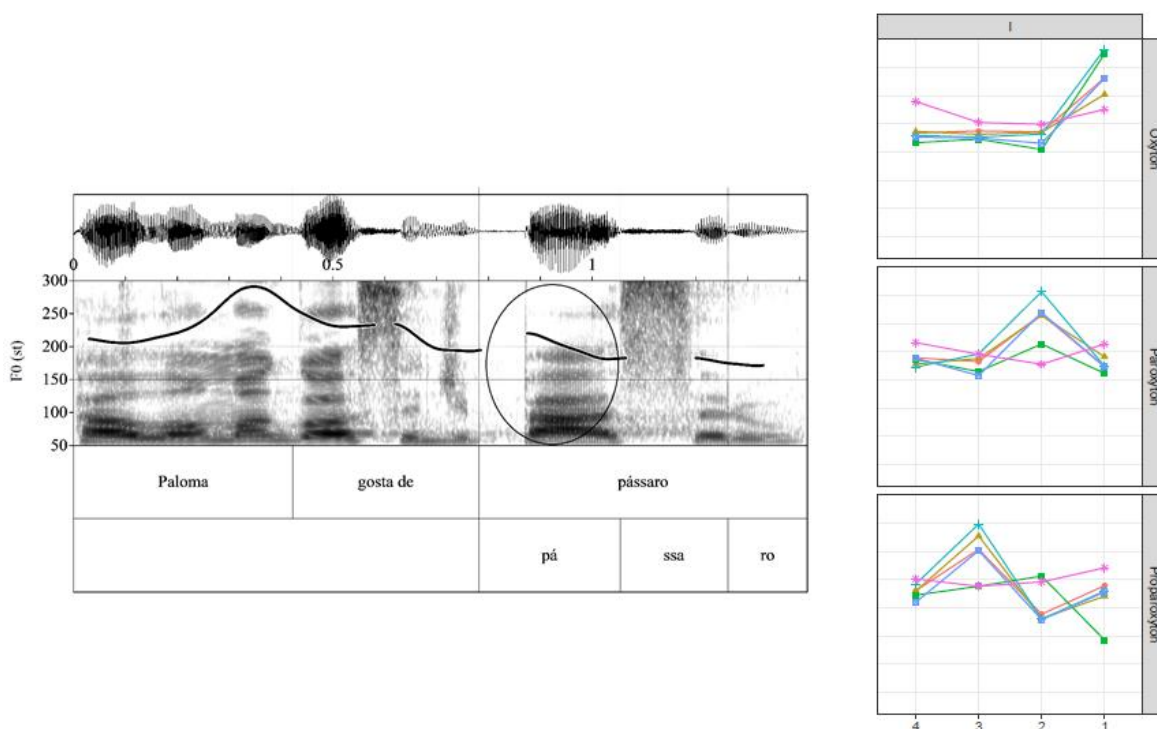 I
Oxyton
0
0.5
1
300
250
200
150
100
50
F0 (st)
Paloma
gosta de
pássaro
pá
ssa
ro
Paroxyton
Proparoxyton
4 3 2 1